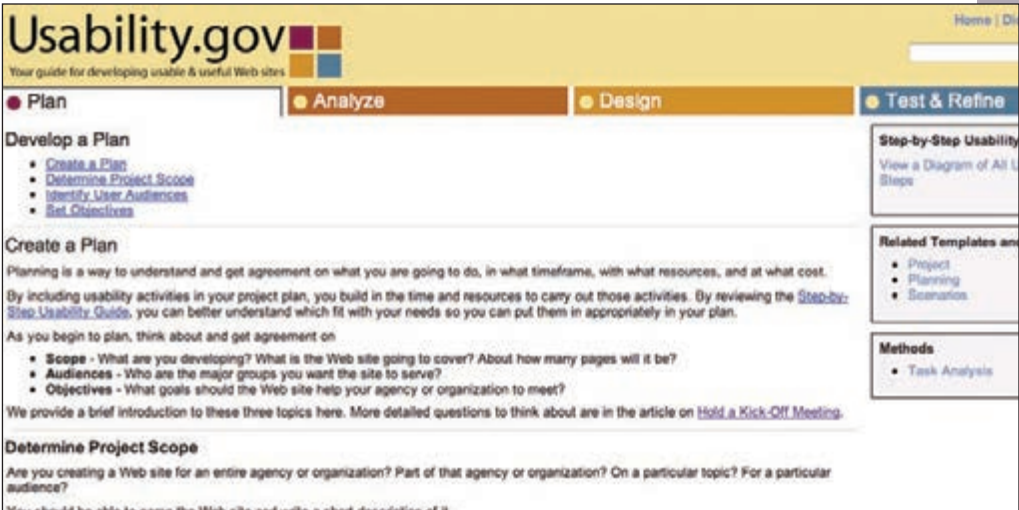 Usability.gov
Your guide for developing usable & useful Web sites
Home |
Plan
Analyze
Design
Test & Refine
Develop a Plan
Create a Plan
Determine Project Scope
Identify User Audiences
Set Objectives
Create a Plan
Planning is a way to understand and get agreement on what you are going to do, in what timeframe, with what resources, and at what cost.
By including usability activities in your project plan, you build in the time and resources to carry out those activities. By reviewing the Step-by-
Step Usability Guide, you can better understand which fit with your needs so you can put them in appropriately in your plan.
As you begin to plan, think about and get agreement on
Scope - What are you developing? What is the Web site going to cover? About how many pages will it be?
Audiences - Who are the major groups you want the site to serve?
Objectives - What goals should the Web site help your agency or organization to meet?
We provide a brief introduction to these three topics here. More detailed questions to think about are in the article on Hold a Kick-Off Meeting.
Determine Project Scope
Are you creating a Web site for an entire agency or organization? Part of that agency or organization? On a particular topic? For a particular
audience?
Step-by-Step Usability
View a Diagram of All
Steps
Related Templates
Project
Planning
Scenarios
Methods
Task Analysis